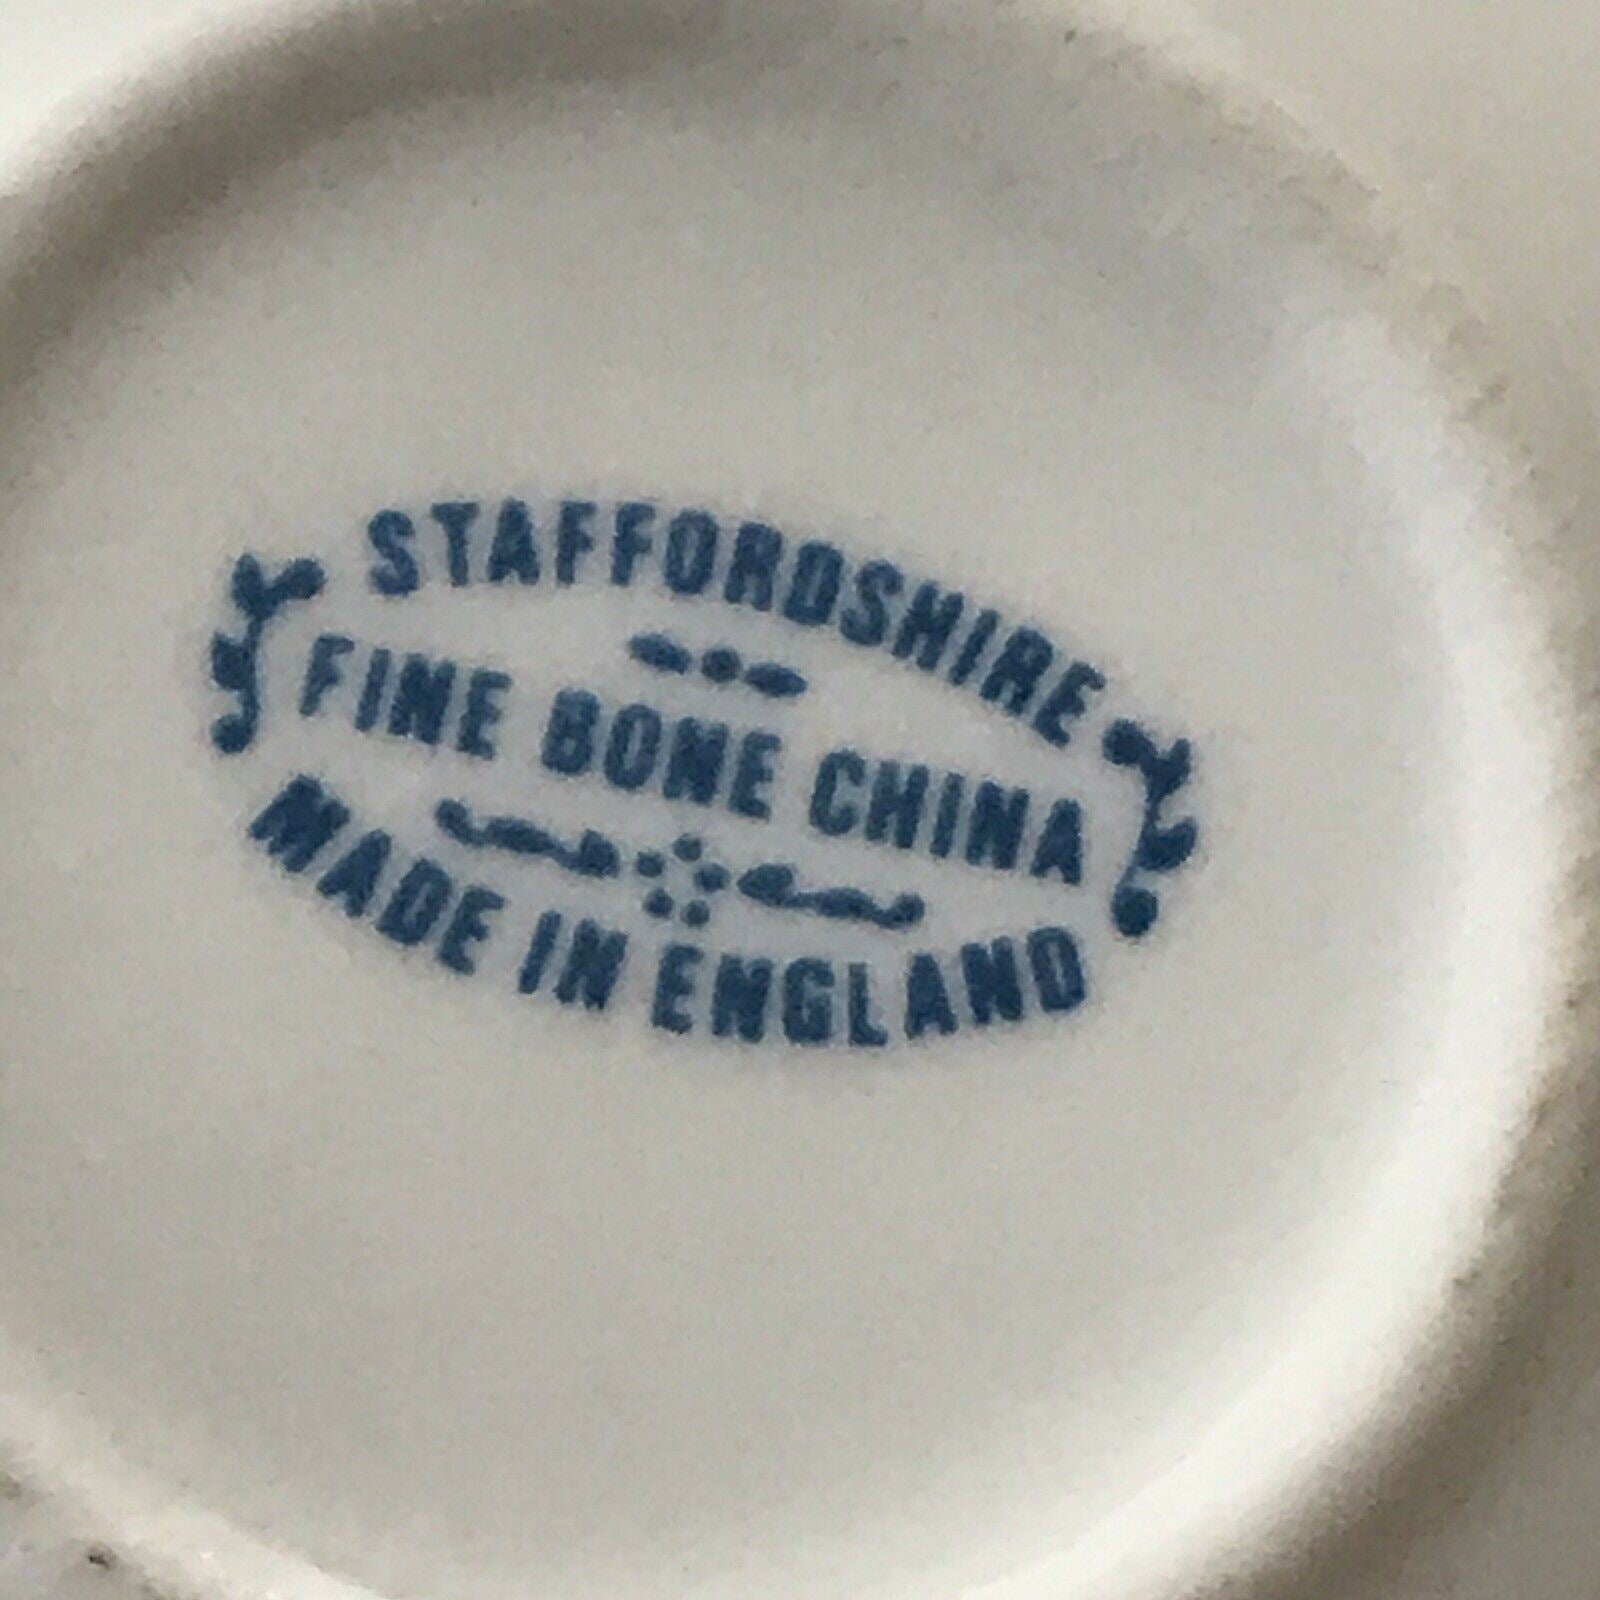 STAFFORDSHIRE
FINE BONE CHINA
MADE IN ENGLAND